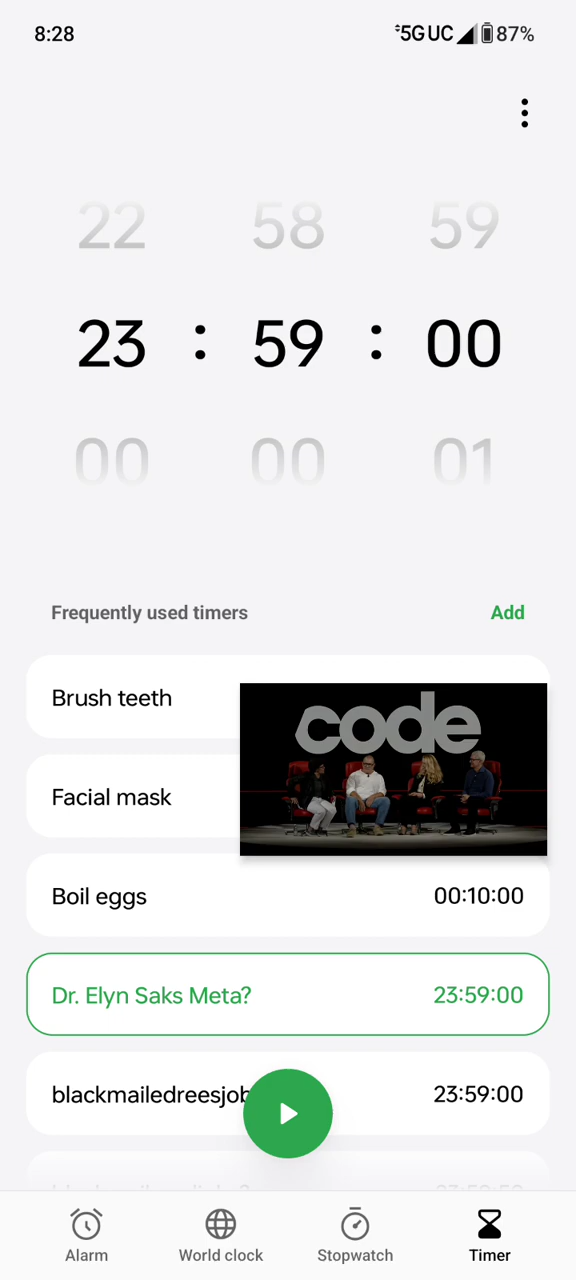 8:28 5G UC 87%
22 58 59
23 : 59 : 00
00 00 01
Frequently used timers Add
Brush teeth
code
Facial mask
Boil eggs 00:10:00
Dr. Elyn Saks Meta? 23:59:00
blackmailedreesjob 23:59:00
Alarm World clock Stopwatch Timer